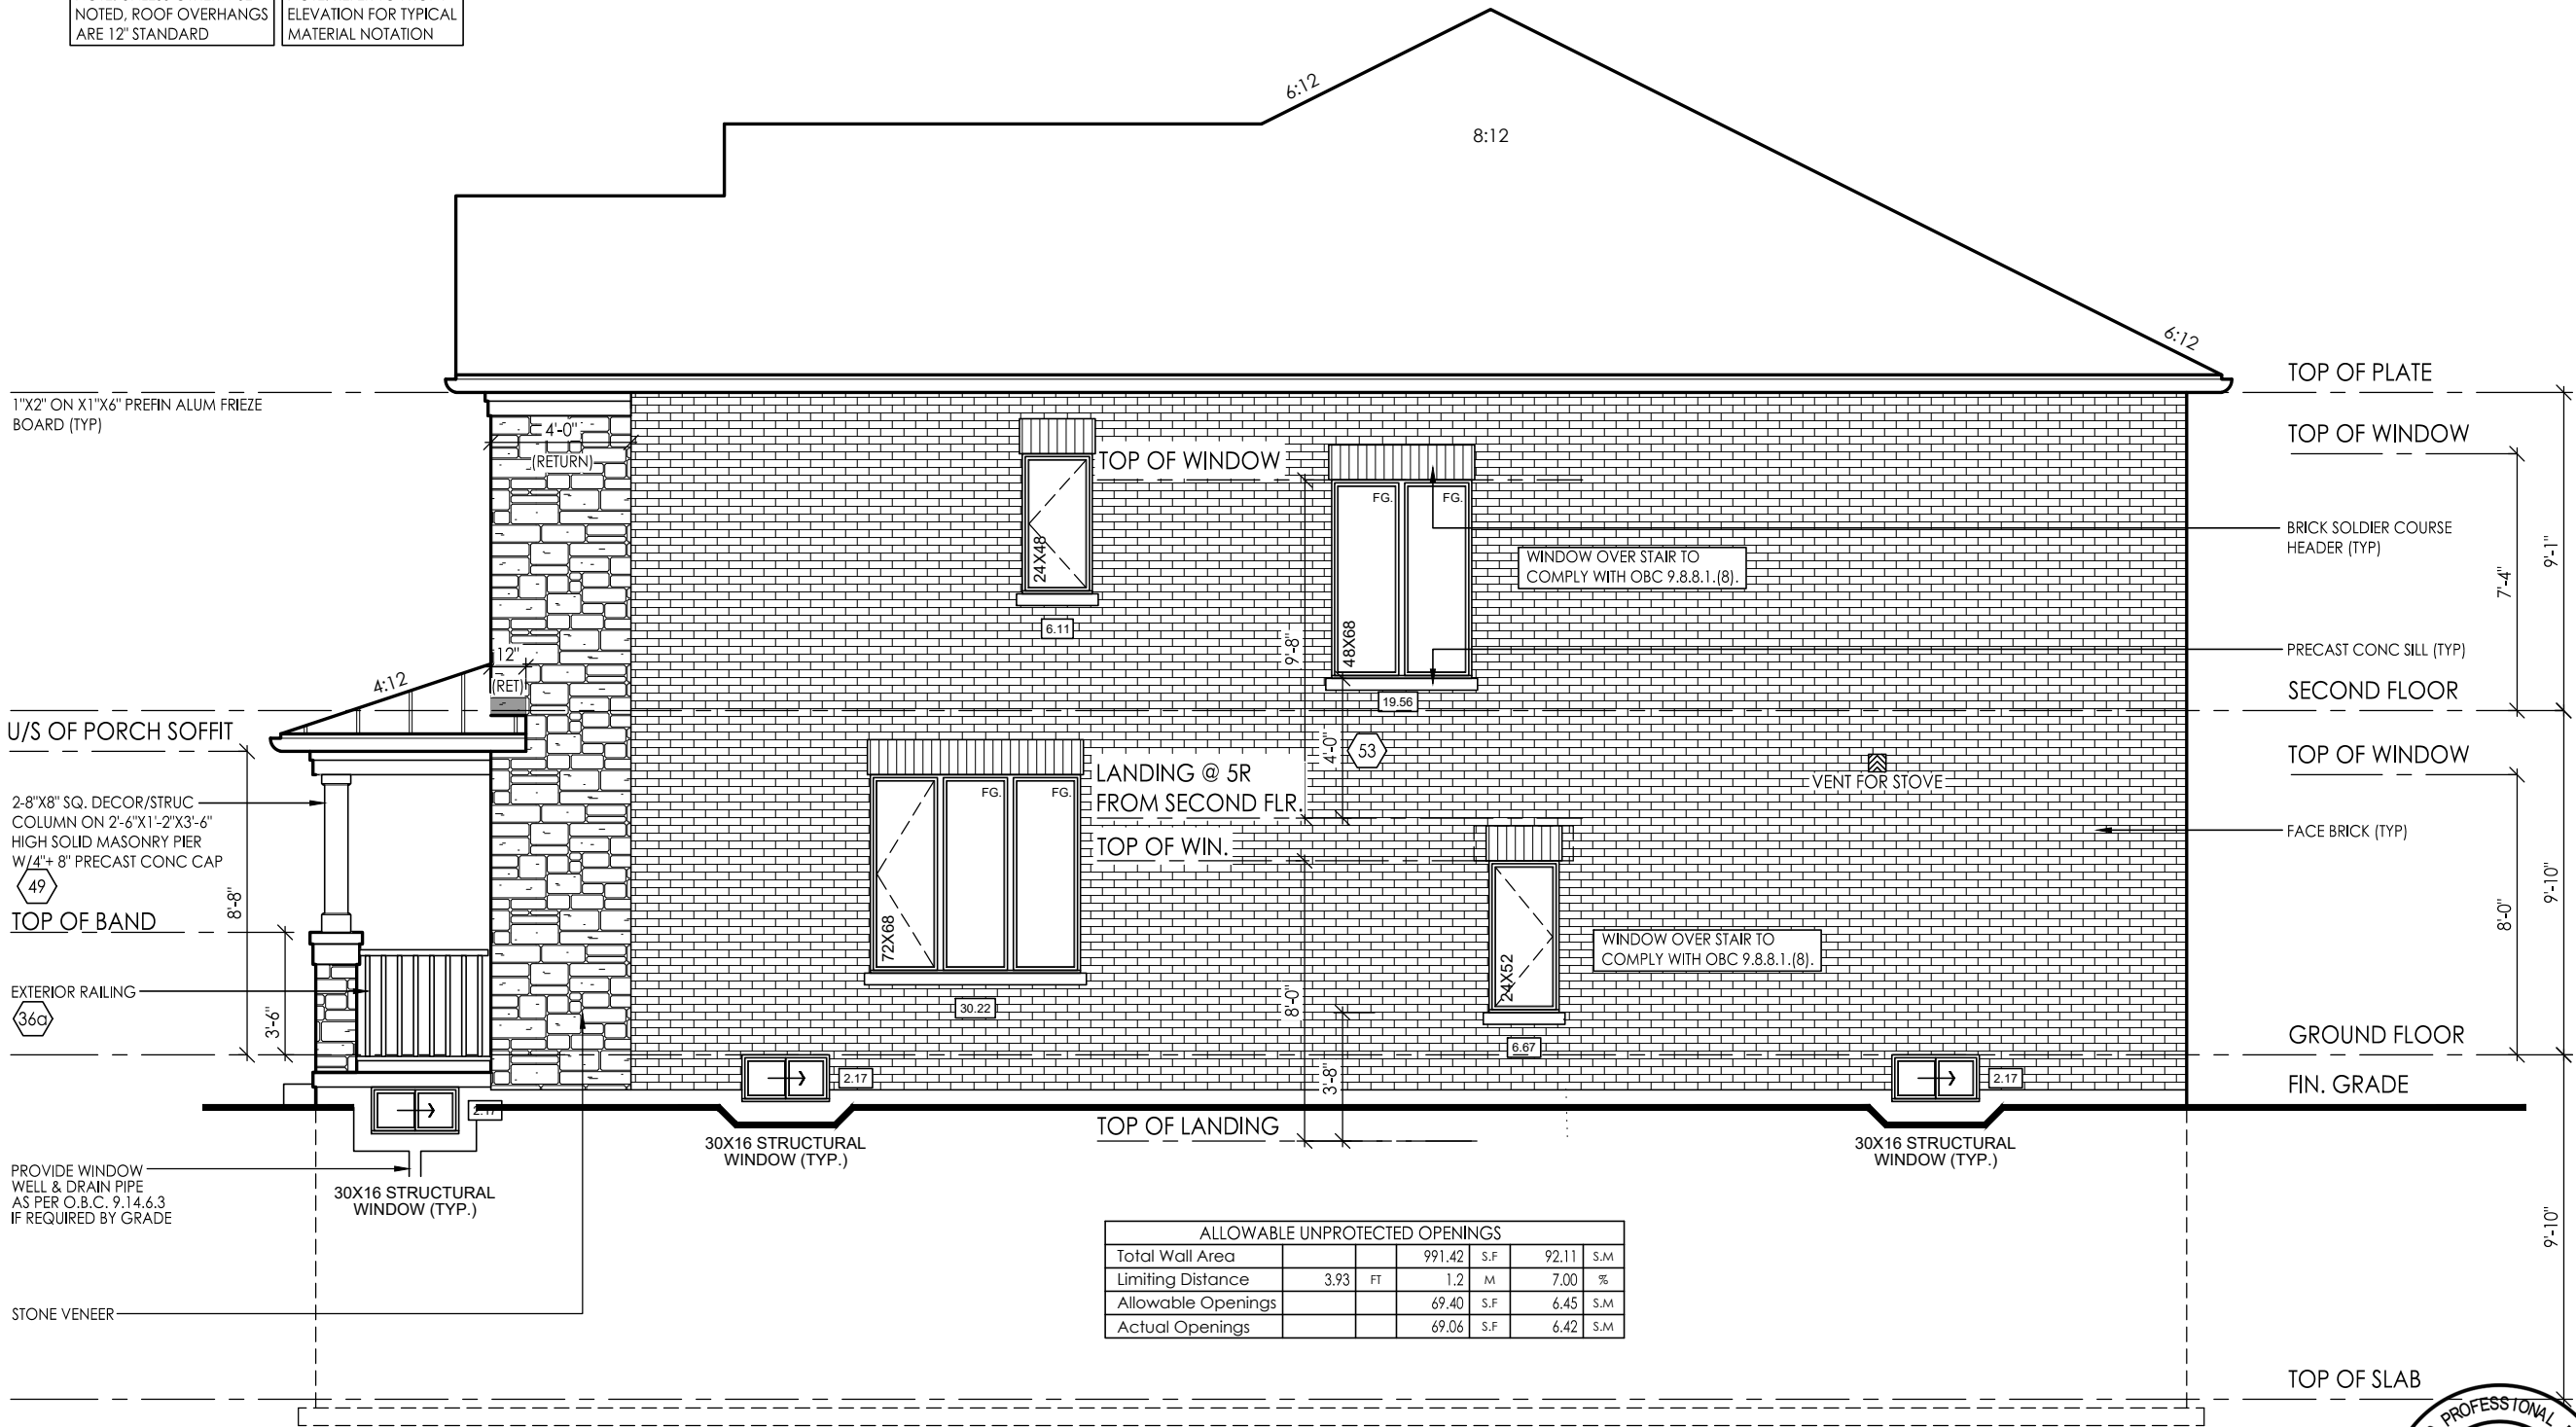 NOTED, ROOF OVERHANGS
ARE 12" STANDARD
ELEVATION FOR TYPICAL
MATERIAL NOTATION
6:12
8:12
6:12
TOP OF PLATE
1"X2" ON X1"X6" PREFIN ALUM FRIEZE
BOARD (TYP)
4'-0"
(RETURN)
TOP OF WINDOW
TOP OF WINDOW
FG.
FG.
24X48
48X68
WINDOW OVER STAIR TO
COMPLY WITH OBC 9.8.8.1.(8).
BRICK SOLDIER COURSE
HEADER (TYP)
9'-1"
7'-4"
6.11
9'-8"
PRECAST CONC SILL (TYP)
12"
(RET)
4:12
19.56
SECOND FLOOR
U/S OF PORCH SOFFIT
4'-0"
53
TOP OF WINDOW
LANDING @ 5R
FROM SECOND FLR.
VENT FOR STOVE
FG.
FG.
72X68
2-8"X8" SQ. DECOR/STRUC
COLUMN ON 2'-6"X1'-2"X3'-6"
HIGH SOLID MASONRY PIER
W/4"+ 8" PRECAST CONC CAP
49
FACE BRICK (TYP)
TOP OF WIN.
8'-8"
TOP OF BAND
9'-10"
8'-0"
24X52
WINDOW OVER STAIR TO
COMPLY WITH OBC 9.8.8.1.(8).
EXTERIOR RAILING
36a
3'-6"
30.22
8'-0"
6.67
GROUND FLOOR
2.17
3'-8"
2.17
FIN. GRADE
2.17
TOP OF LANDING
30X16 STRUCTURAL
WINDOW (TYP.)
30X16 STRUCTURAL
WINDOW (TYP.)
PROVIDE WINDOW
WELL & DRAIN PIPE
AS PER O.B.C. 9.14.6.3
IF REQUIRED BY GRADE
30X16 STRUCTURAL
WINDOW (TYP.)
9'-10"
ALLOWABLE UNPROTECTED OPENINGS
Total Wall Area 991.42 S.F 92.11 S.M
Limiting Distance 3.93 FT 1.2 M 7.00 %
Allowable Openings 69.40 S.F 6.45 S.M
Actual Openings 69.06 S.F 6.42 S.M
STONE VENEER
TOP OF SLAB
PROFESSIONAL